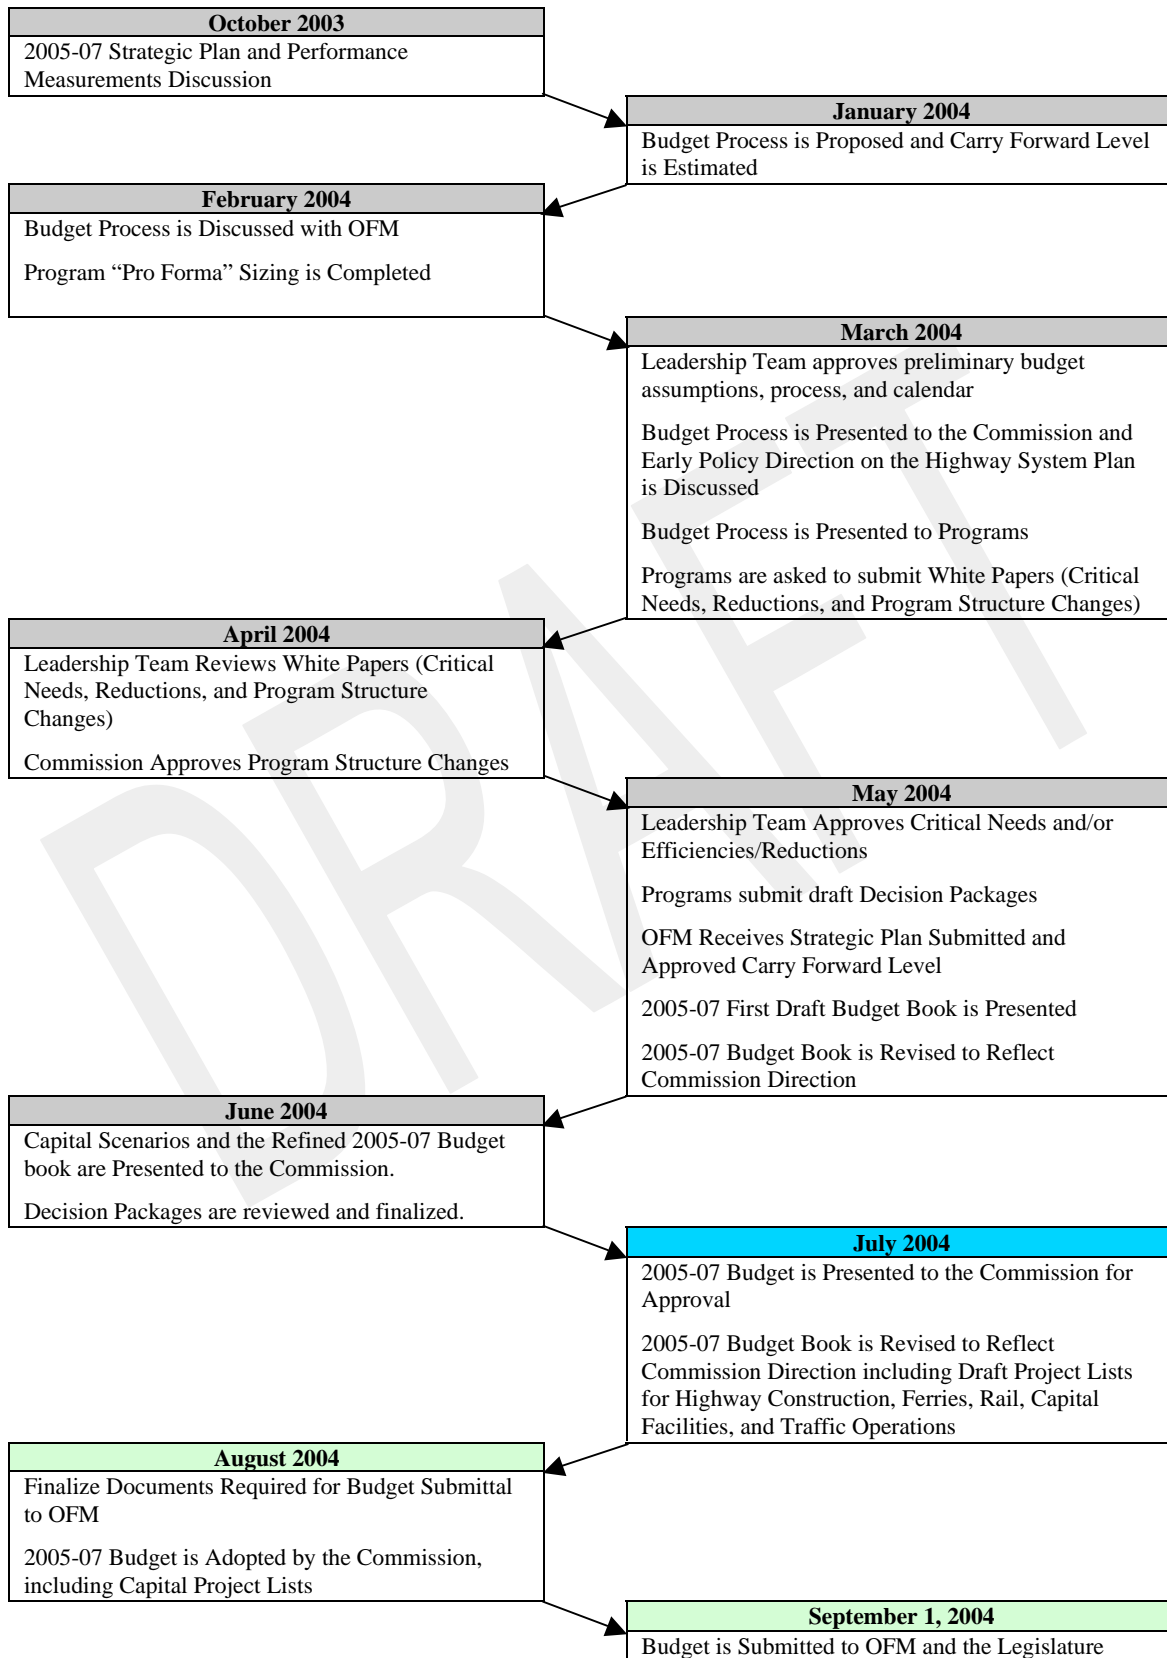 October 2003
2005-07 Strategic Plan and Performance
Measurements Discussion
January 2004
Budget Process is Proposed and Carry Forward Level
is Estimated
February 2004
Budget Process is Discussed with OFM
Program “Pro Forma” Sizing is Completed
March 2004
Leadership Team approves preliminary budget
assumptions, process, and calendar
Budget Process is Presented to the Commission and
Early Policy Direction on the Highway System Plan
is Discussed
Budget Process is Presented to Programs
Programs are asked to submit White Papers (Critical
Needs, Reductions, and Program Structure Changes)
April 2004
Leadership Team Reviews White Papers (Critical
Needs, Reductions, and Program Structure
Changes)
Commission Approves Program Structure Changes
May 2004
Leadership Team Approves Critical Needs and/or
Efficiencies/Reductions
Programs submit draft Decision Packages
OFM Receives Strategic Plan Submitted and
Approved Carry Forward Level
2005-07 First Draft Budget Book is Presented
2005-07 Budget Book is Revised to Reflect
Commission Direction
June 2004
Capital Scenarios and the Refined 2005-07 Budget
book are Presented to the Commission.
Decision Packages are reviewed and finalized.
July 2004
2005-07 Budget is Presented to the Commission for
Approval
2005-07 Budget Book is Revised to Reflect
Commission Direction including Draft Project Lists
for Highway Construction, Ferries, Rail, Capital
Facilities, and Traffic Operations
August 2004
Finalize Documents Required for Budget Submittal
to OFM
2005-07 Budget is Adopted by the Commission,
including Capital Project Lists
September 1, 2004
Budget is Submitted to OFM and the Legislature
DRAFT